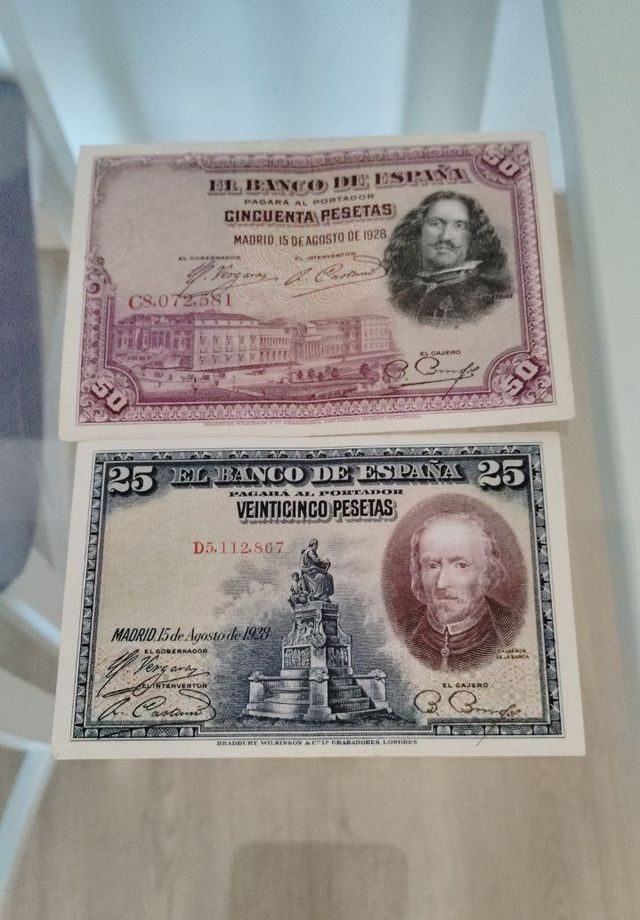 50
EL BANCO DE ESPAÑA
PAGARÁ AL PORTADOR
CINCUENTA PESETAS
MADRID, 15 DE AGOSTO DE 1928
EL GOBERNADOR EL INTERVENTOR
C8,072,581
EL CAJERO
50 50
25 EL BANCO DE ESPAÑA 25
PAGARÁ AL PORTADOR
VEINTICINCO PESETAS
D5,112,867
MADRID, 15 de Agosto de 1928
EL GOBERNADOR
CALDERON
DE LA BARCA
EL INTERVENTOR
EL CAJERO
BRADBURY, WILKINSON & Cº Lº GRABADORES, LONDRES